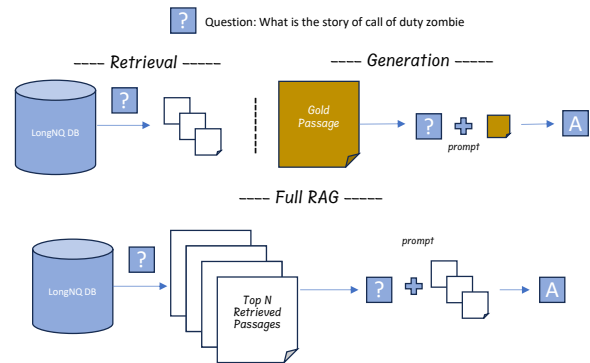 ? Question: What is the story of call of duty zombie
---- Retrieval ----- ---- Generation -----
LongNQ DB
?
Gold
Passage
?
prompt
A
---- Full RAG -----
LongNQ DB
?
Top N
Retrieved
Passages
?
prompt
A